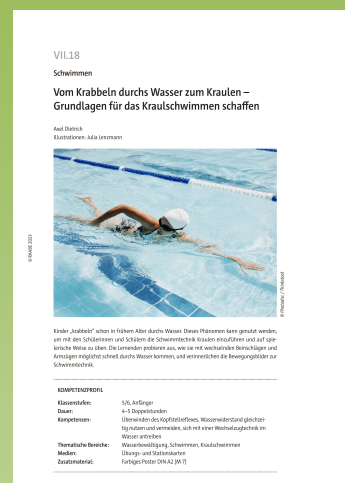 VII.18
Schwimmen
Vom Krabbeln durchs Wasser zum Kraulen –
Grundlagen für das Kraulschwimmen schaffen
Axel Dietrich
Illustrationen: Julia Lenzmann
© RAABE 2023
© Photodisc / Thinkstock
Kinder „krabbeln“ schon in frühem Alter durchs Wasser. Dieses Phänomen kann genutzt werden,
um mit den Schülerinnen und Schülern die Schwimmtechnik Kraulen einzuführen und auf spie-
lerische Weise zu üben. Die Lernenden probieren aus, wie sie mit wechselnden Beinschlägen und
Armzügen möglichst schnell durchs Wasser kommen, und verinnerlichen die Bewegungsbilder zur
Schwimmtechnik.
KOMPETENZPROFIL
Klassenstufen: 5/6, Anfänger
Dauer: 4–5 Doppelstunden
Kompetenzen: Überwinden des Kopfstellreflexes, Wasserwiderstand gleichzei-
tig nutzen und vermeiden, sich mit einer Wechselzugtechnik im
Wasser antreiben
Thematische Bereiche: Wasserbewältigung, Schwimmen, Kraulschwimmen
Medien: Übungs- und Stationskarten
Zusatzmaterial: Farbiges Poster DIN A2 (M 7)